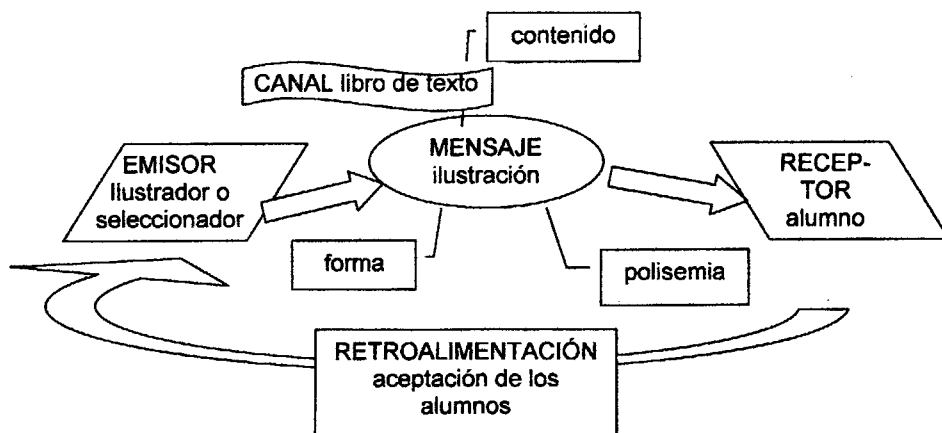 contenido
CANAL libro de texto
EMISOR
Ilustrador o
seleccionador
MENSAJE
ilustración
RECEP-
TOR
alumno
forma
polisemia
RETROALIMENTACIÓN
aceptación de los
alumnos